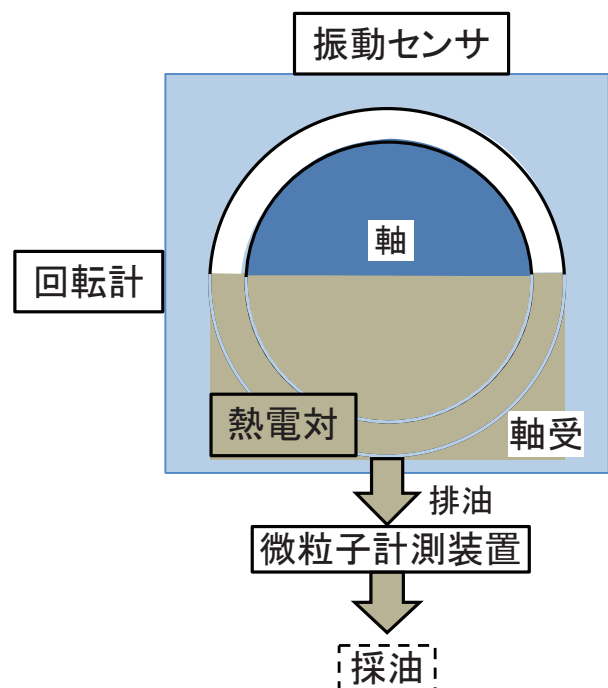 振動センサ
軸
回転計
熱電対
軸受
排油
微粒子計測装置
採油